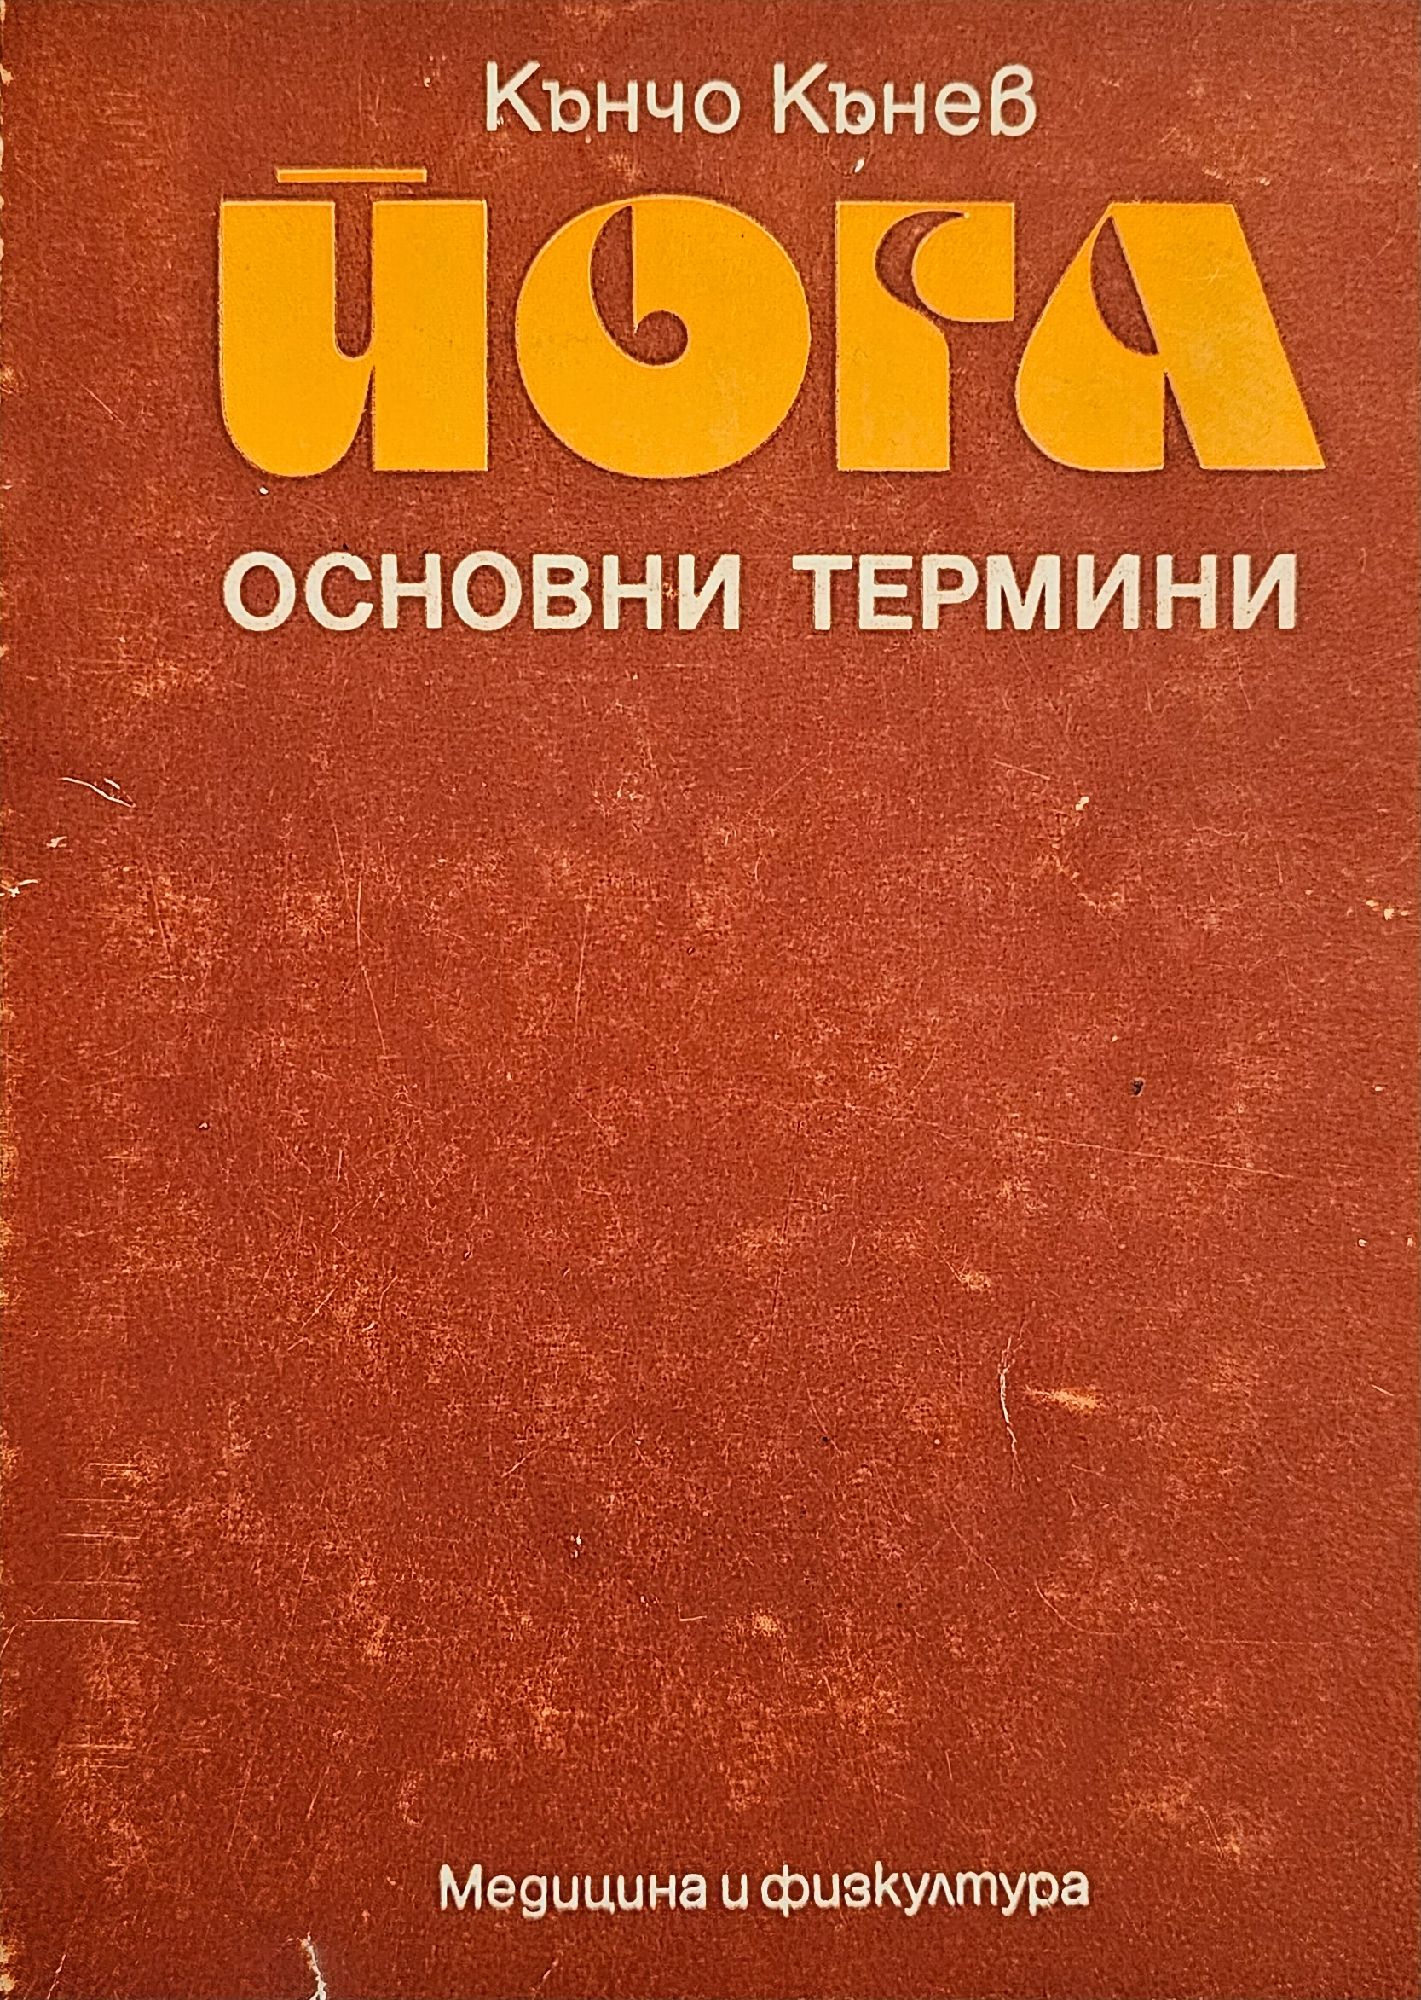 Кънчо Кънев
ЙОГА
ОСНОВНИ ТЕРМИНИ
Медицина и физкултура